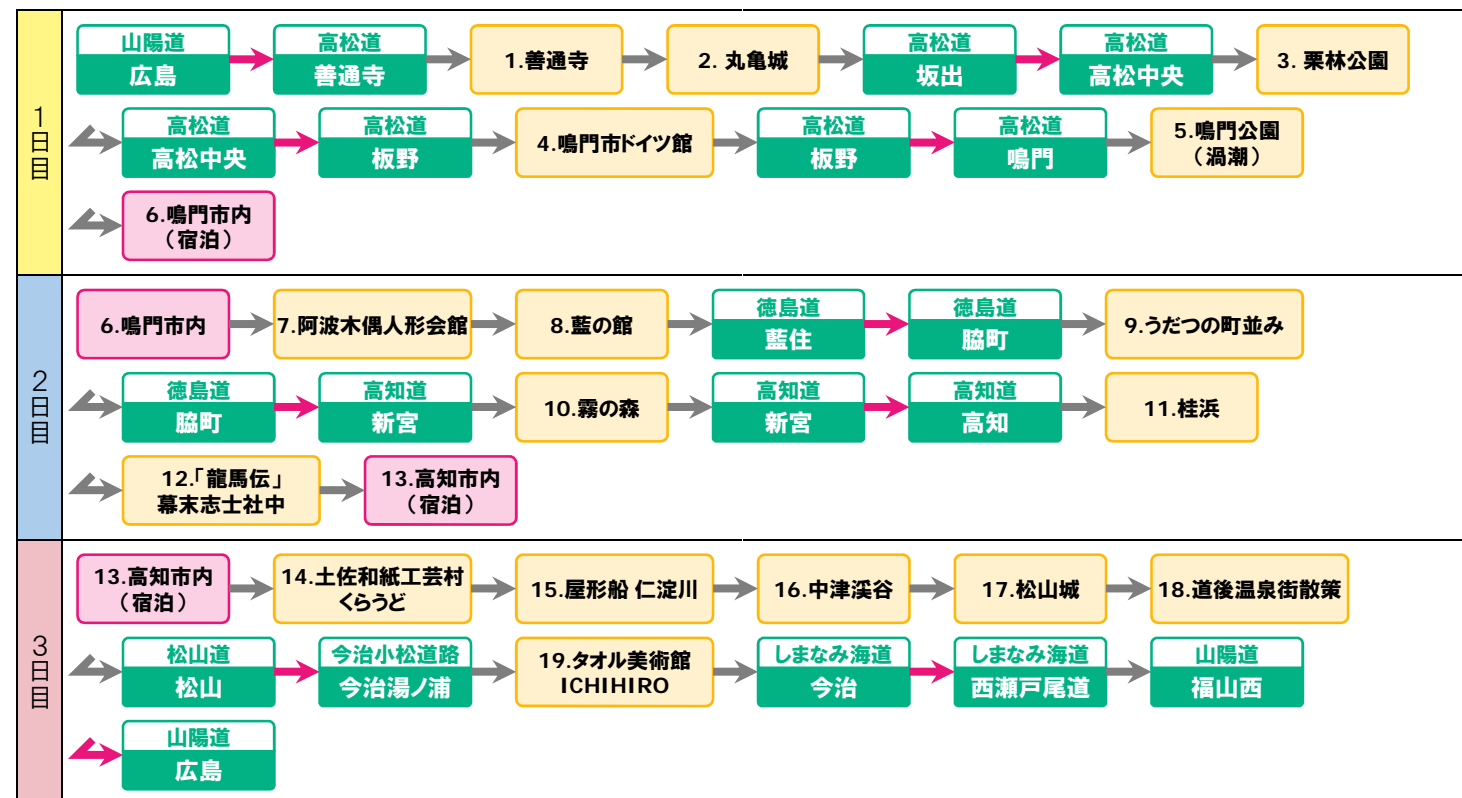 1日目
山陽道
広島
高松道
善通寺
1.善通寺
2. 丸亀城
高松道
坂出
高松道
高松中央
3. 栗林公園
高松道
高松中央
高松道
板野
4.鳴門市ドイツ館
高松道
板野
高松道
鳴門
5.鳴門公園
（渦潮）
6.鳴門市内
（宿泊）
2日目
6.鳴門市内
7.阿波木偶人形会館
8.藍の館
徳島道
藍住
徳島道
脇町
9.うだつの町並み
徳島道
脇町
高知道
新宮
10.霧の森
高知道
新宮
高知道
高知
11.桂浜
12.「龍馬伝」
幕末志士社中
13.高知市内
（宿泊）
3日目
13.高知市内
（宿泊）
14.土佐和紙工芸村
くらうど
15.屋形船 仁淀川
16.中津渓谷
17.松山城
18.道後温泉街散策
松山道
松山
今治小松道路
今治湯ノ浦
19.タオル美術館
ICHIHIRO
しまなみ海道
今治
しまなみ海道
西瀬戸尾道
山陽道
福山西
山陽道
広島